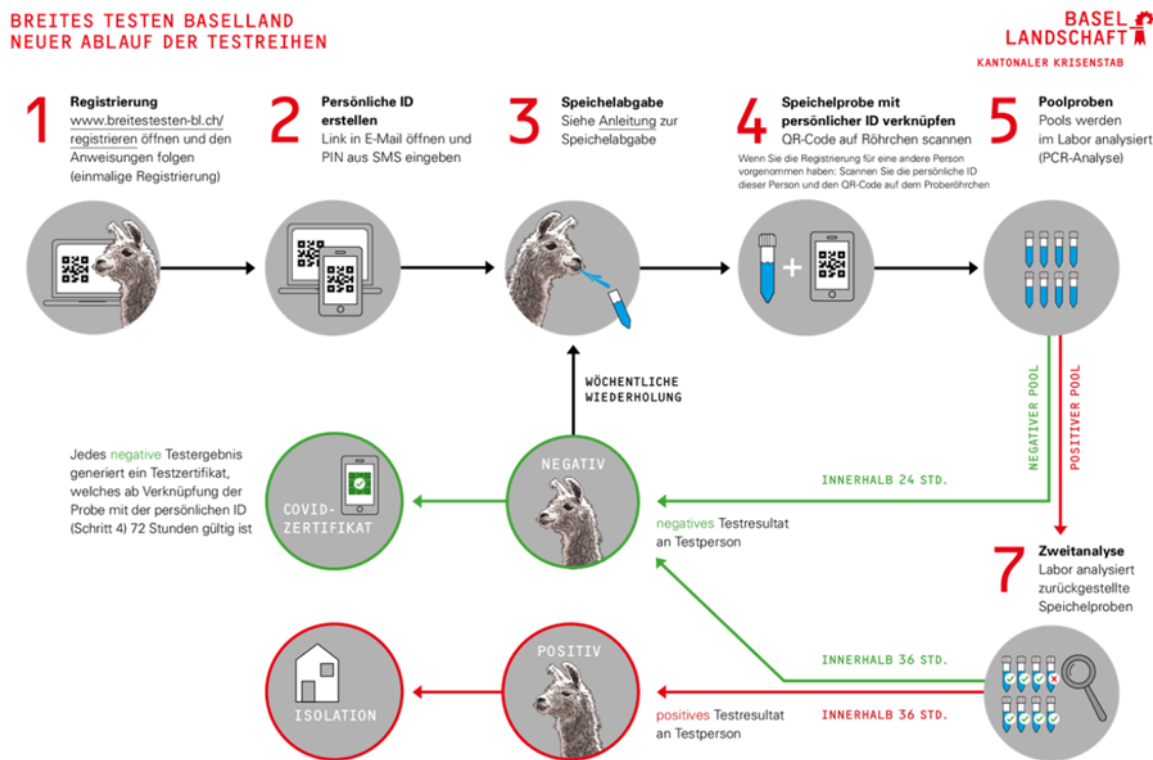 BREITES TESTEN BASELLAND
NEUER ABLAUF DER TESTREIHEN
BASEL
LANDSCHAFT
KANTONALER KRISENSTAB
1
Registrierung
www.breitestesten-bl.ch/
registrieren öffnen und den
Anweisungen folgen
(einmalige Registrierung)
2
Persönliche ID
erstellen
Link in E-Mail öffnen und
PIN aus SMS eingeben
3
Speichelabgabe
Siehe Anleitung zur
Speichelabgabe
4
Speichelprobe mit
persönlicher ID verknüpfen
QR-Code auf Röhrchen scannen
Wenn Sie die Registrierung für eine andere Person
vorgenommen haben: Scannen Sie die persönliche ID
dieser Person und den QR-Code auf dem Proberöhrchen
5
Poolproben
Pools werden
im Labor analysiert
(PCR-Analyse)
WÖCHENTLICHE
WIEDERHOLUNG
NEGATIVER POOL
POSITIVER POOL
Jedes negative Testergebnis
generiert ein Testzertifikat,
welches ab Verknüpfung der
Probe mit der persönlichen ID
(Schritt 4) 72 Stunden gültig ist
COVID-
ZERTIFIKAT
NEGATIV
INNERHALB 24 STD.
negatives Testresultat
an Testperson
7
Zweitanalyse
Labor analysiert
zurückgestellte
Speichelproben
ISOLATION
POSITIV
INNERHALB 36 STD.
positives Testresultat
an Testperson
INNERHALB 36 STD.